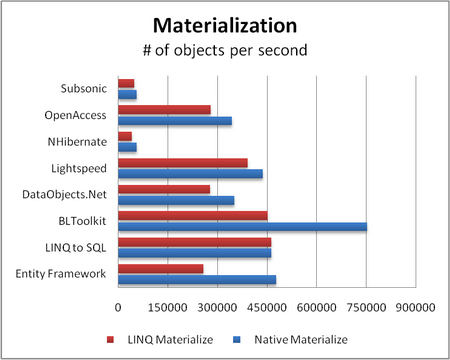 Materialization
# of objects per second
Subsonic
OpenAccess
NHibernate
Lightspeed
DataObjects.Net
BLToolkit
LINQ to SQL
Entity Framework
0 150000 300000 450000 600000 750000 900000
LINQ Materialize Native Materialize